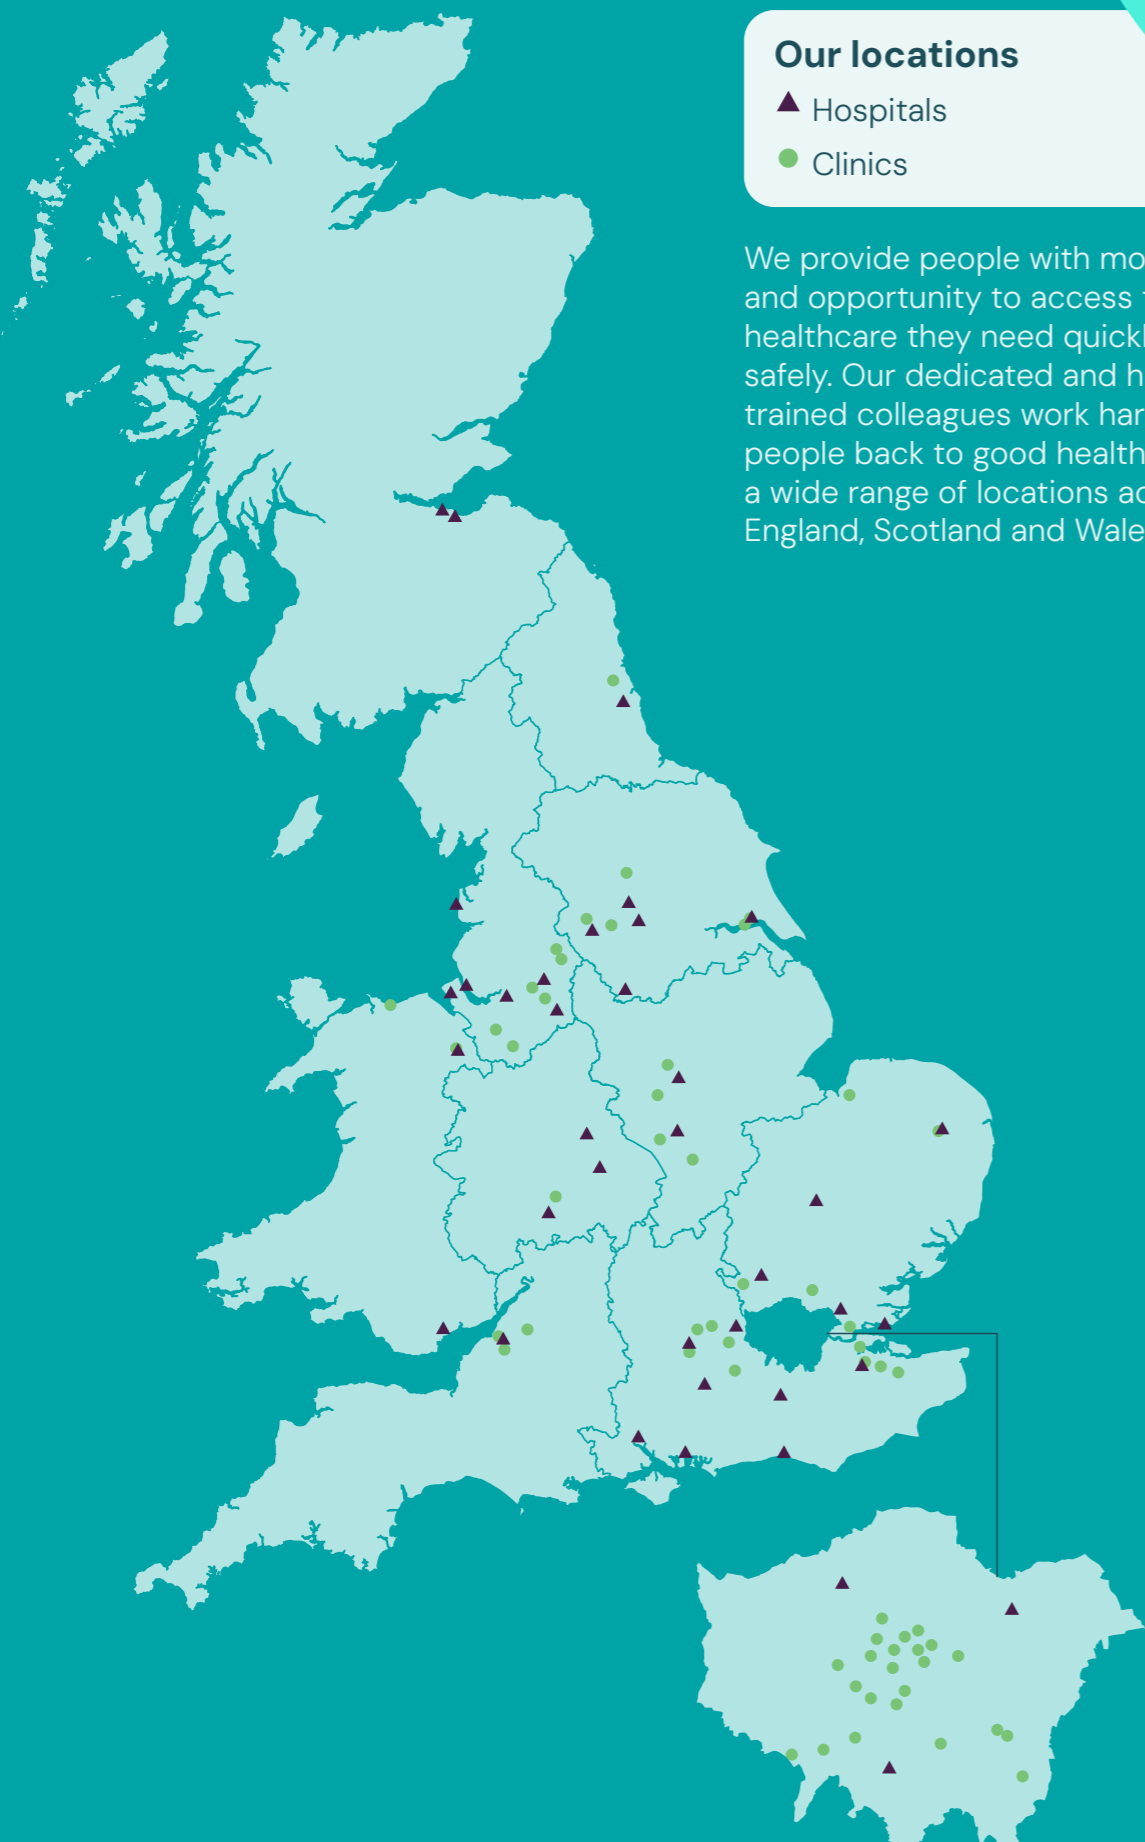 Our locations
Hospitals
Clinics
We provide people with mo
and opportunity to access
healthcare they need quickl
safely. Our dedicated and h
trained colleagues work har
people back to good health
a wide range of locations ac
England, Scotland and Wale